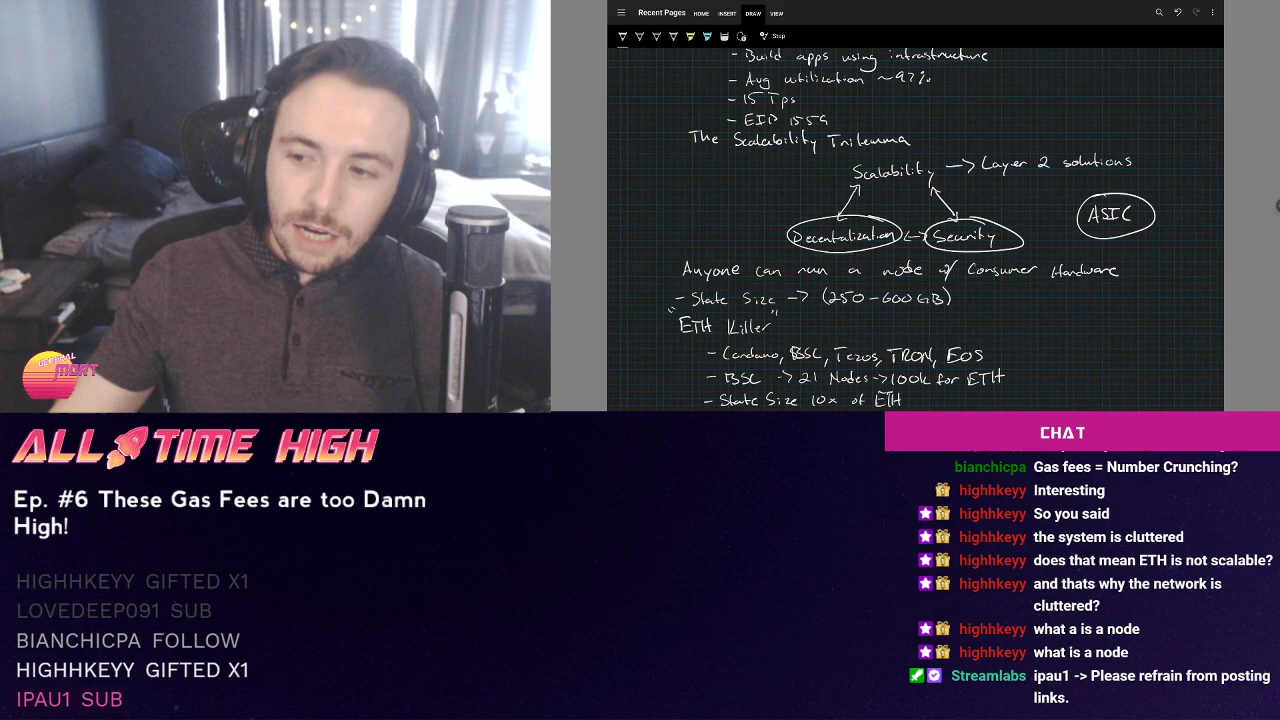 Recent Pages HOME INSERT DRAW VIEW
Stop
- Build apps using infrastructure
- Avg utilization ~97%
- 15 Tps
- EIP 1559
The Scalability Trilemma
Scalability -> Layer 2 solutions
ASIC
Decentralization <-> Security
Anyone can run a node w/ Consumer Hardware
- State Size -> (250-600GB)
"ETH Killer"
- Cardano, BSC, Tezos, TRON, EOS
- BSC -> 21 Nodes -> 100k for ETH
- State Size 10x of ETH
GENERAL
MORT
ALL TIME HIGH
Ep. #6 These Gas Fees are too Damn
High!
HIGHHKEYY GIFTED X1
LOVEDEEP091 SUB
BIANCHICPA FOLLOW
HIGHHKEYY GIFTED X1
IPAU1 SUB
CHAT
bianchicpa Gas fees = Number Crunching?
highhkeyy Interesting
highhkeyy So you said
highhkeyy the system is cluttered
highhkeyy does that mean ETH is not scalable?
highhkeyy and thats why the network is
cluttered?
highhkeyy what a is a node
highhkeyy what is a node
Streamlabs ipau1 -> Please refrain from posting
links.